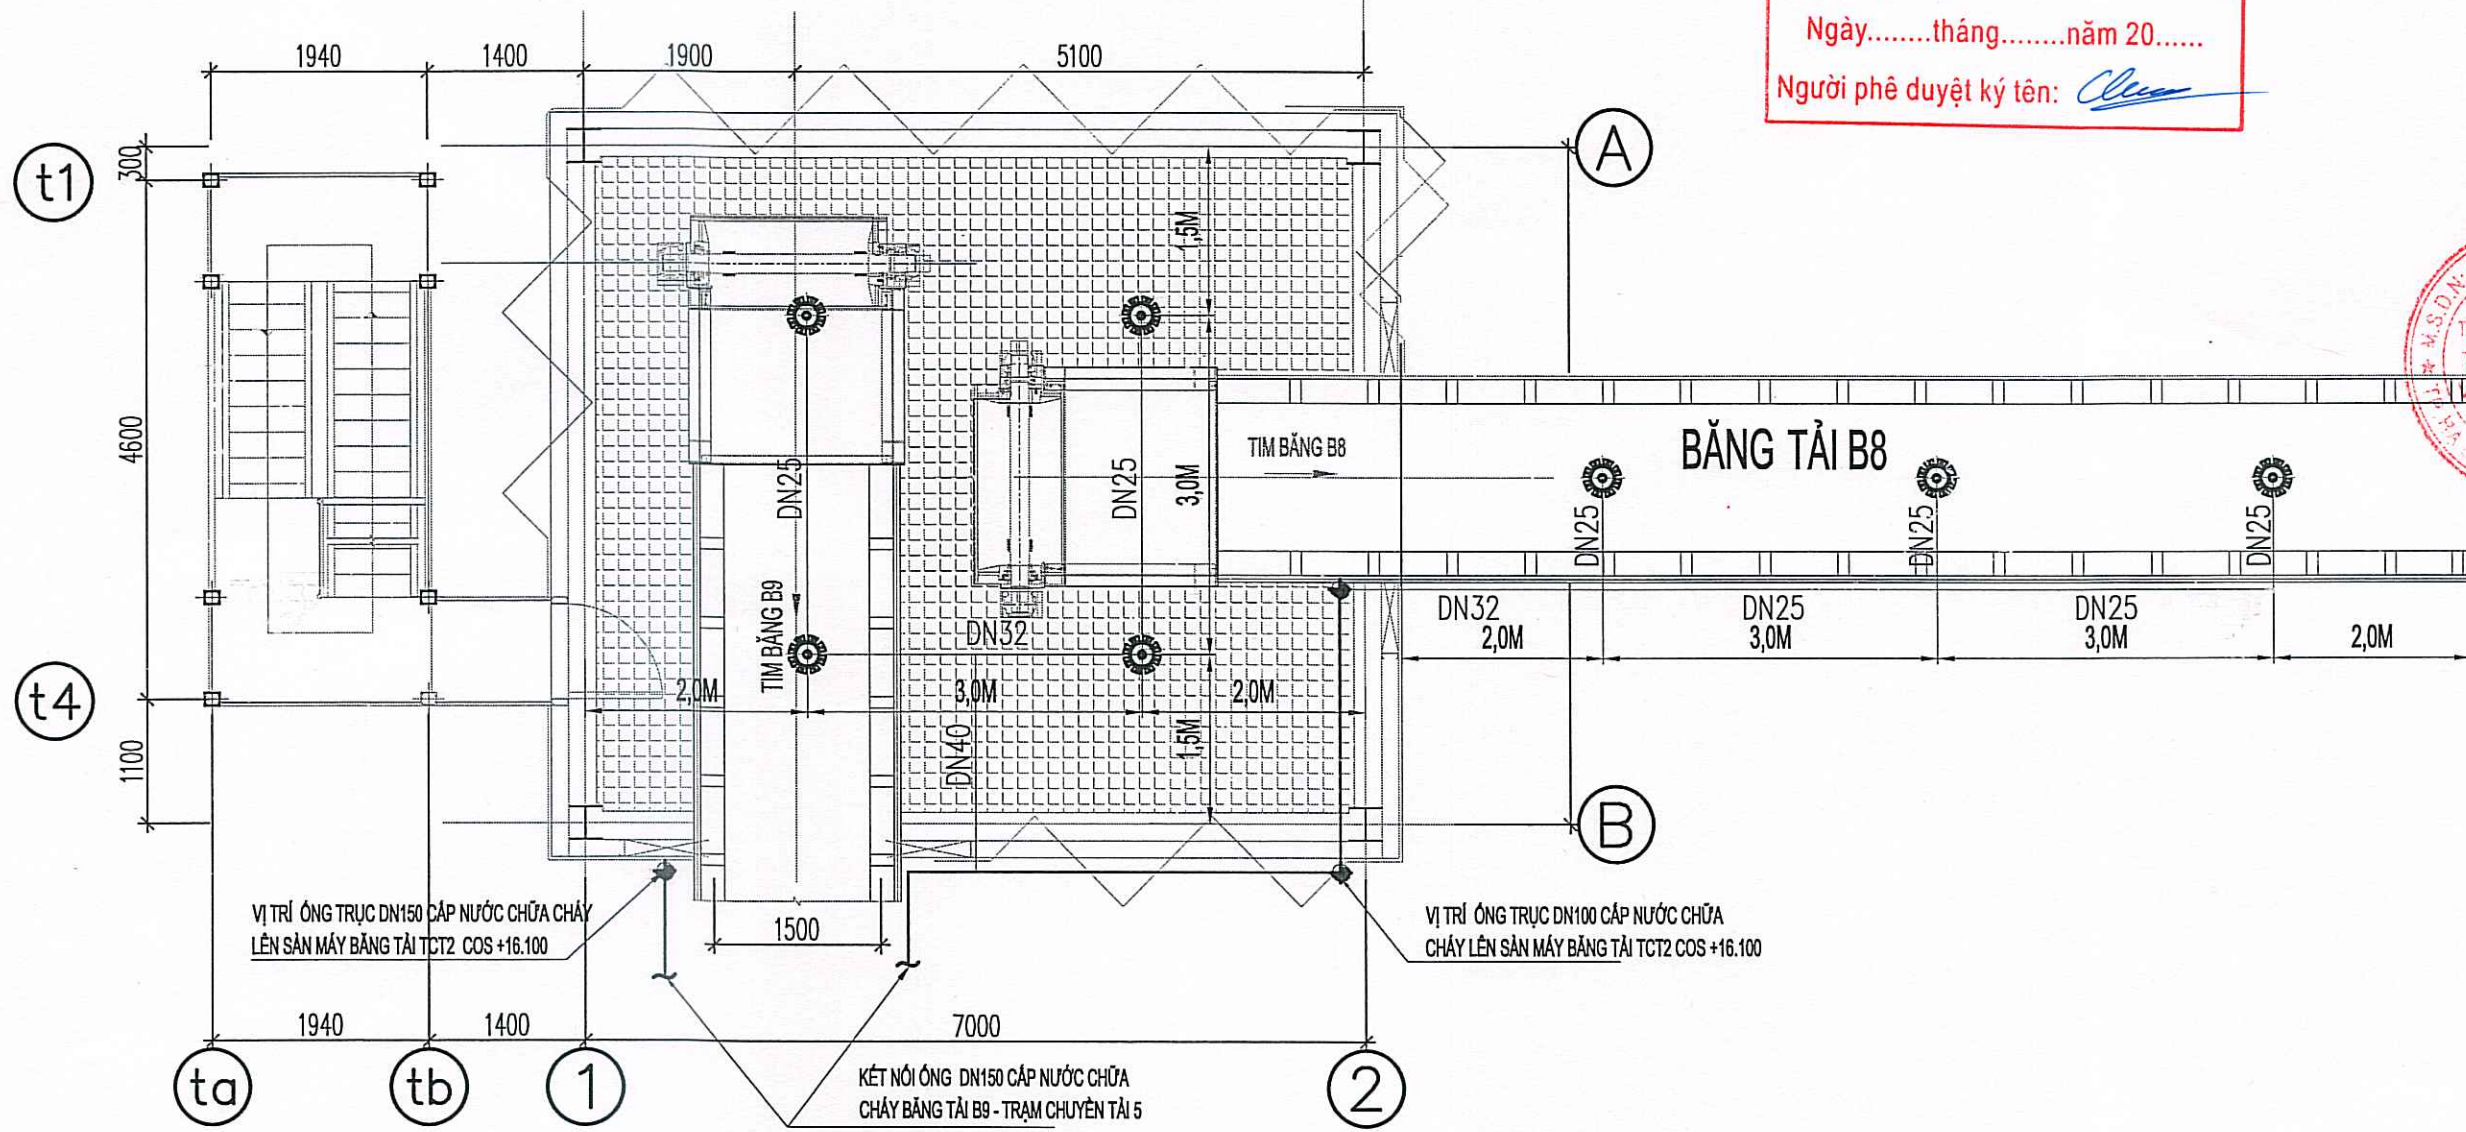 Ngày........tháng........năm 20......
Người phê duyệt ký tên:
1940
1400
1900
5100
A
t1
300
M.S.D.N:
1,5M
4600
BĂNG TẢI B8
TIM BĂNG B8
DN25
DN25
3,0M
DN25
DN25
DN25
TIM BĂNG B9
DN32
DN32
DN25
DN25
2,0M
3,0M
3,0M
2,0M
t4
2,0M
3,0M
2,0M
1,5M
DN40
1100
B
VỊ TRÍ ỐNG TRỤC DN150 CẤP NƯỚC CHỮA CHÁY
LÊN SÀN MÁY BĂNG TẢI TCT2 COS +16.100
1500
VỊ TRÍ ỐNG TRỤC DN100 CẤP NƯỚC CHỮA
CHÁY LÊN SÀN MÁY BĂNG TẢI TCT2 COS +16.100
1940
1400
7000
ta
tb
1
2
KẾT NỐI ỐNG DN150 CẤP NƯỚC CHỮA
CHÁY BĂNG TẢI B9 - TRẠM CHUYỀN TẢI 5